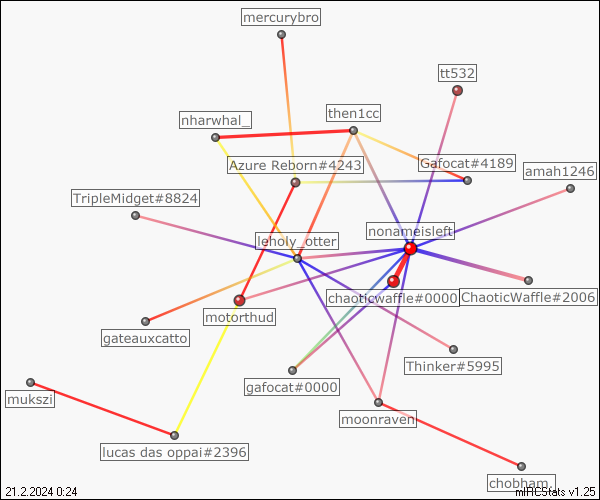 mercurybro
tt532
then1cc
nharwhal_
Gafocat#4189
Azure Reborn#4243
amah1246
TripleMidget#8824
nonameisleft
leholy_otter
chaoticwaffle#0000
ChaoticWaffle#2006
motorthud
gateauxcatto
Thinker#5995
gafocat#0000
mukszi
moonraven
lucas das oppai#2396
chobham.
21.2.2024 0:24
mIRCStats v1.25